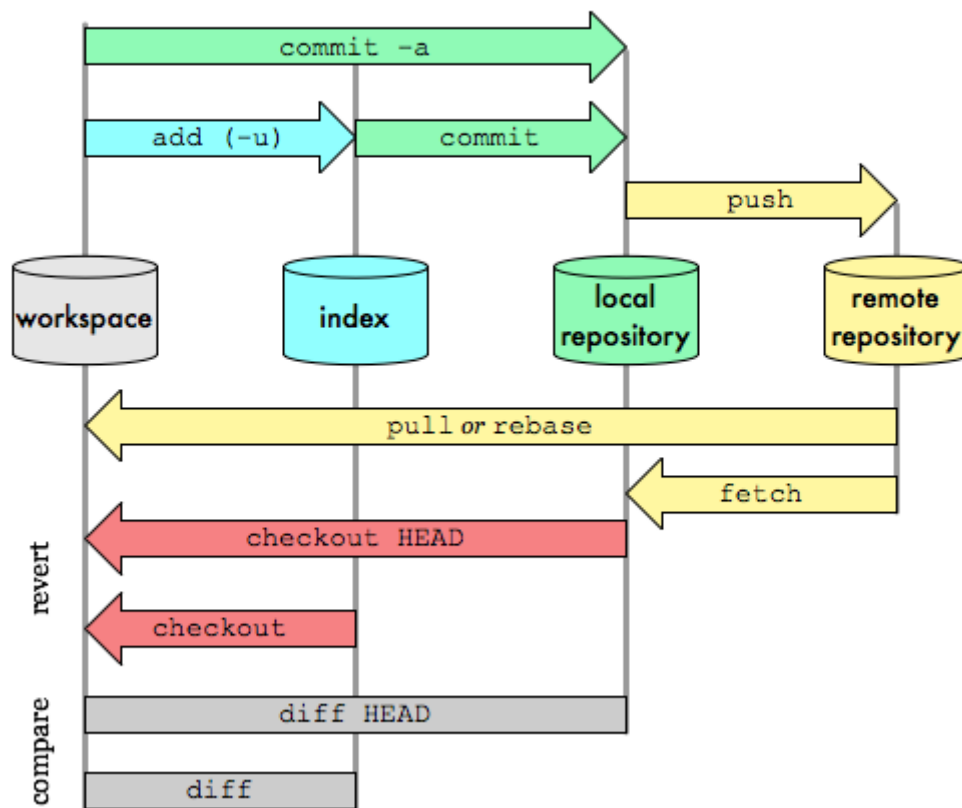 commit -a
add (-u)
commit
push
workspace
index
local
repository
remote
repository
pull or rebase
fetch
revert
checkout HEAD
checkout
compare
diff HEAD
diff